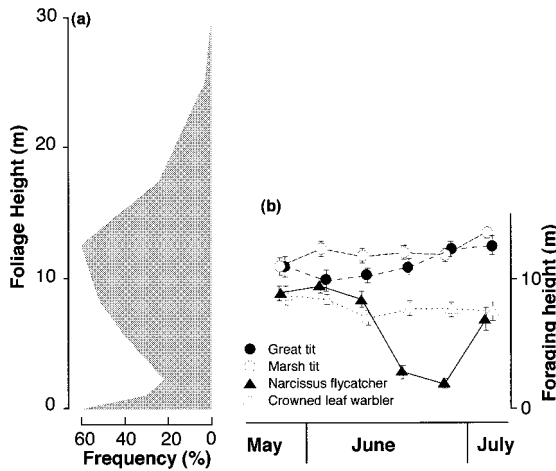 30
(a)
20
10
0
Foliage Height (m)
60 40 20 0
Frequency (%)
(b)
10
0
Foraging height (m)
Great tit
Marsh tit
Narcissus flycatcher
Crowned leaf warbler
May June July